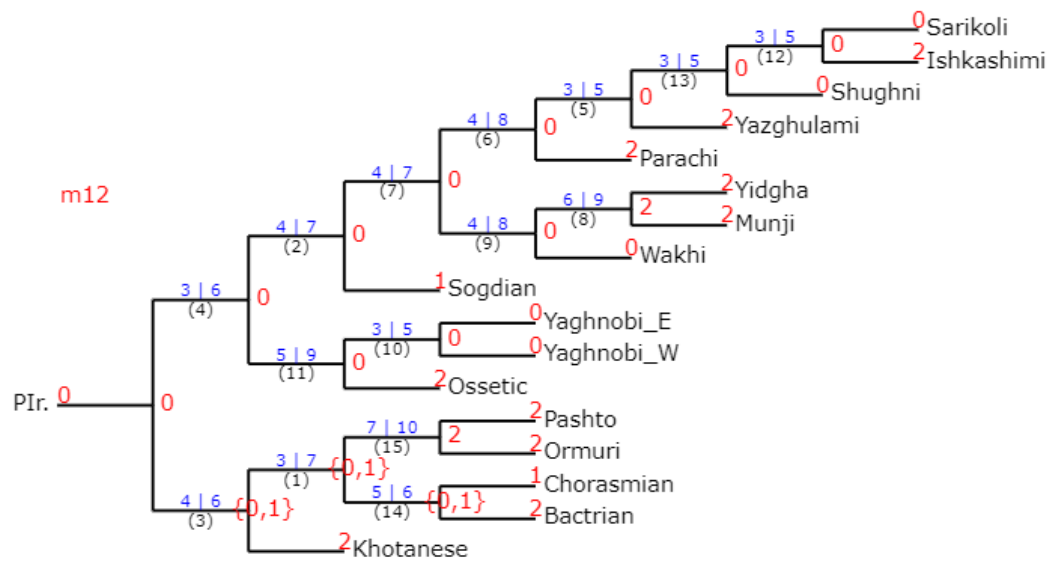 0 Sarikoli
3 | 5
(12)
0
2 Ishkashimi
3 | 5
(13)
0
0 Shughni
3 | 5
(5)
0
2 Yazghulami
4 | 8
(6)
0
2 Parachi
4 | 7
(7)
0
m12
2 Yidgha
6 | 9
(8)
2
2 Munji
4 | 8
(9)
0
0 Wakhi
4 | 7
(2)
0
1 Sogdian
3 | 6
(4)
0
0 Yaghnobi_E
3 | 5
(10)
0
0 Yaghnobi_W
5 | 9
(11)
0
2 Ossetic
PIr. 0
0
2 Pashto
7 | 10
(15)
2
2 Ormuri
3 | 7
(1)
{0,1}
1 Chorasmian
5 | 6
(14)
{0,1}
2 Bactrian
4 | 6
(3)
{0,1}
2 Khotanese